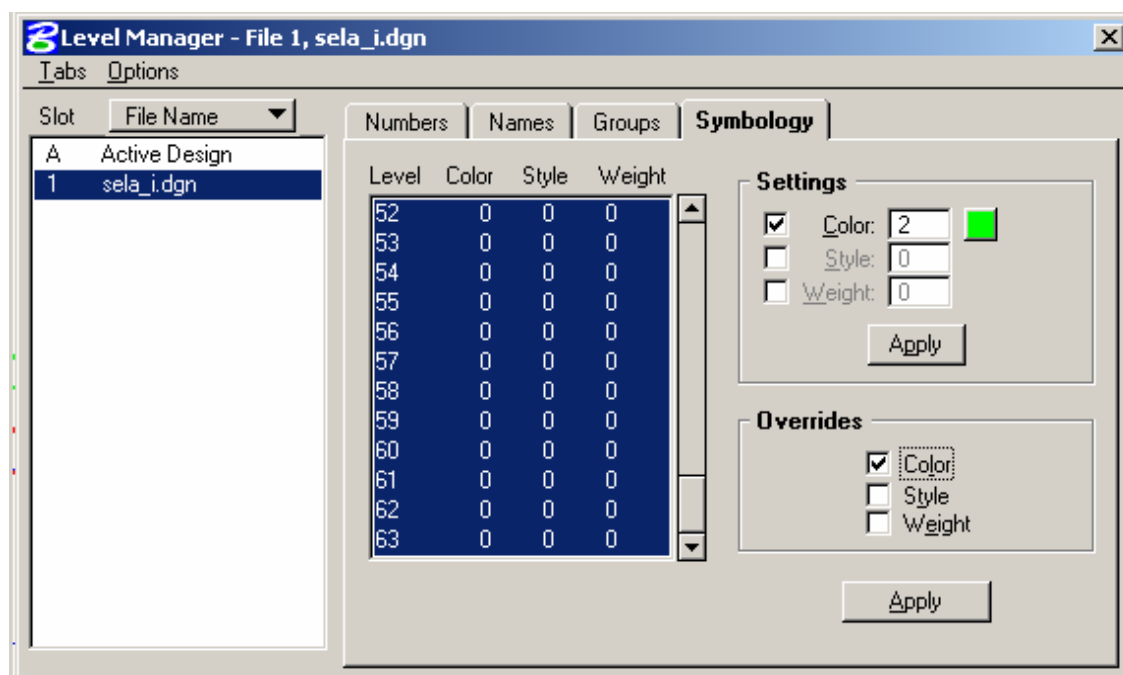 Level Manager - File 1, sela_i.dgn
Tabs Options
Slot File Name
A Active Design
1 sela_i.dgn
Numbers Names Groups Symbology
Level Color Style Weight
52 0 0 0
53 0 0 0
54 0 0 0
55 0 0 0
56 0 0 0
57 0 0 0
58 0 0 0
59 0 0 0
60 0 0 0
61 0 0 0
62 0 0 0
63 0 0 0
Settings
Color: 2
Style: 0
Weight: 0
Apply
Overrides
Color
Style
Weight
Apply